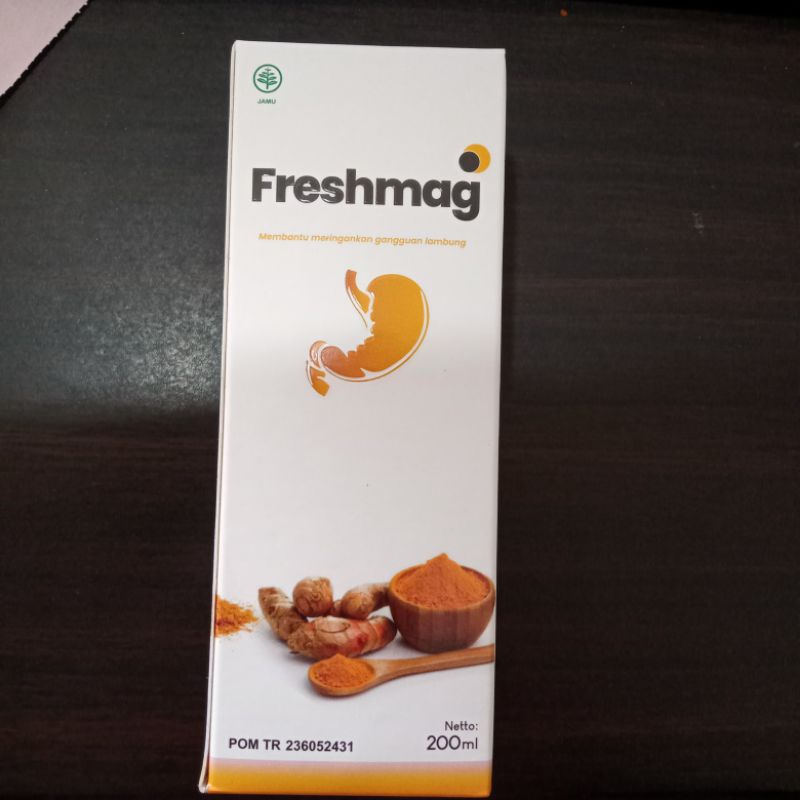 JAMU
Freshmag
Membantu meringankan gangguan lambung
Netto:
POM TR 236052431
200ml